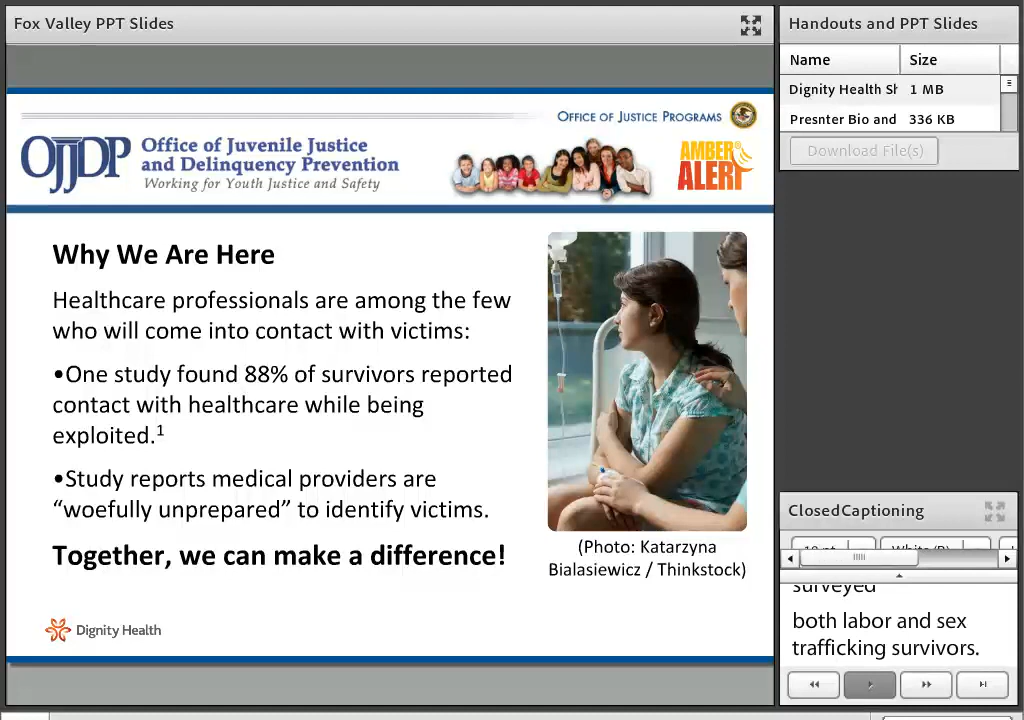 Fox Valley PPT Slides
OFFICE OF JUSTICE PROGRAMS
OJJDP
Office of Juvenile Justice
and Delinquency Prevention
Working for Youth Justice and Safety
AMBER
ALERT
Why We Are Here
Healthcare professionals are among the few
who will come into contact with victims:
•One study found 88% of survivors reported
contact with healthcare while being
exploited.¹
•Study reports medical providers are
“woefully unprepared” to identify victims.
Together, we can make a difference!
(Photo: Katarzyna
Bialasiewicz / Thinkstock)
Dignity Health
Handouts and PPT Slides
Name Size
Dignity Health Sh 1 MB
Presnter Bio and 336 KB
Download File(s)
ClosedCaptioning
surveyed
both labor and sex
trafficking survivors.